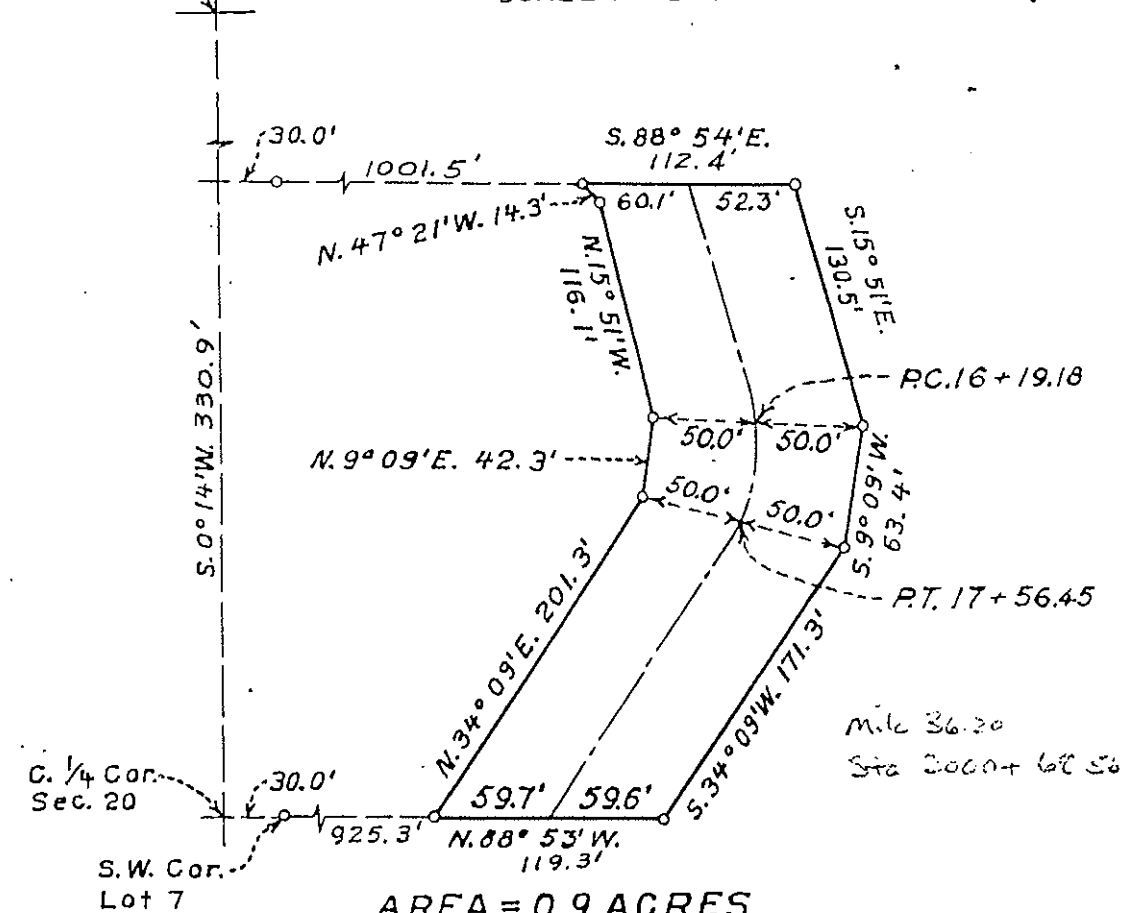 30.0'
1001.5'
S. 88° 54' E.
112.4'
60.1'
52.3'
N. 47° 21' W. 14.3'
N. 15° 51' W.
116.1'
S. 15° 51' E.
130.5'
S. 0° 14' W. 330.9'
P.C. 16 + 19.18
50.0'
50.0'
N. 9° 09' E. 42.3'
50.0'
50.0'
S. 9° 09' W.
63.4'
P.T. 17 + 56.45
N. 34° 09' E. 201.3'
S. 34° 09' W. 171.3'
Mile 36.20
Sta
C. 1/4 Cor.
Sec. 20
30.0'
59.7'
59.6'
925.3'
N. 88° 53' W.
119.3'
S.W. Cor.
Lot 7
AREA = 0.9 ACRES